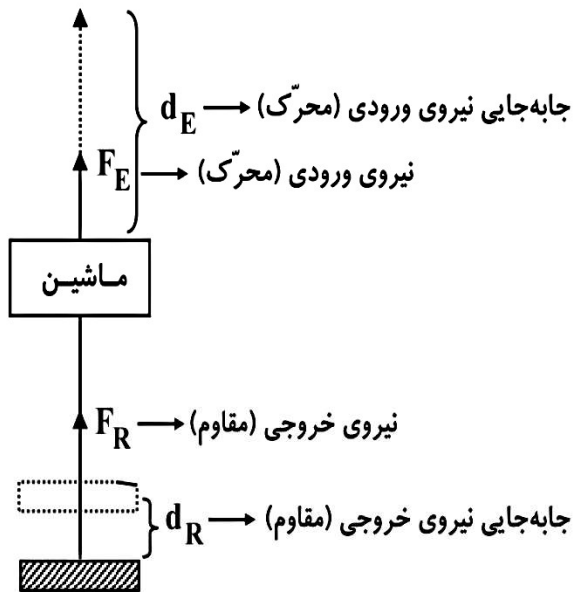 d_E → جابه‌جایی نیروی ورودی (محرّک)
F_E → نیروی ورودی (محرّک)
مـاشیـن
F_R → نیروی خروجی (مقاوم)
d_R → جابه‌جایی نیروی خروجی (مقاوم)